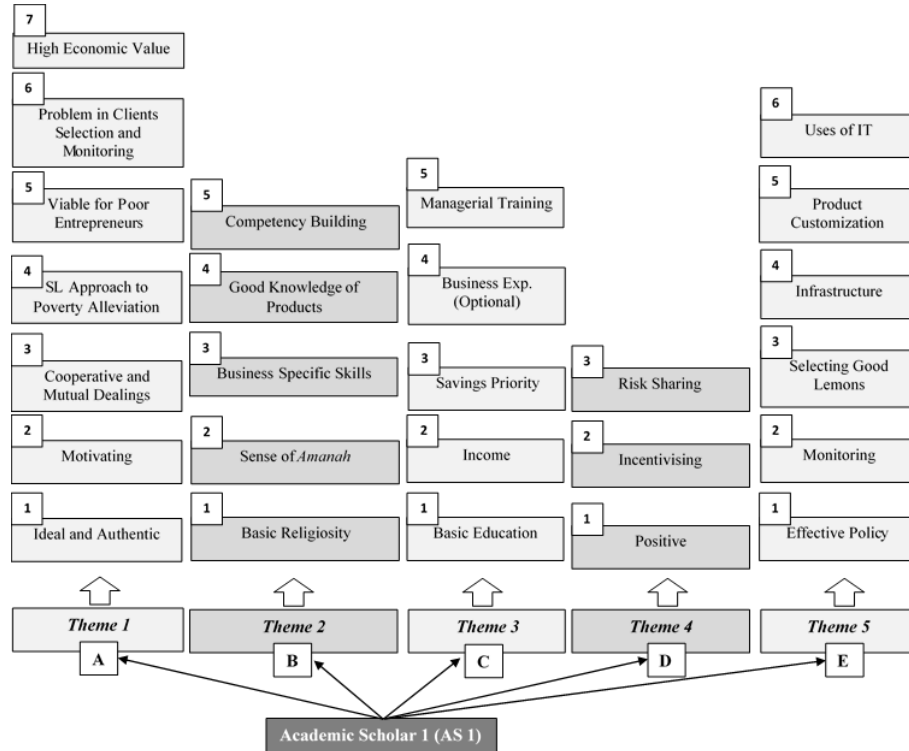 7
High Economic Value
6
Problem in Clients
Selection and
Monitoring
5
Viable for Poor
Entrepreneurs
4
SL Approach to
Poverty Alleviation
3
Cooperative and
Mutual Dealings
2
Motivating
1
Ideal and Authentic
Theme 1
A
5
Competency Building
4
Good Knowledge of
Products
3
Business Specific Skills
2
Sense of Amanah
1
Basic Religiosity
Theme 2
B
5
Managerial Training
4
Business Exp.
(Optional)
3
Savings Priority
2
Income
1
Basic Education
Theme 3
C
3
Risk Sharing
2
Incentivising
1
Positive
Theme 4
D
6
Uses of IT
5
Product
Customization
4
Infrastructure
3
Selecting Good
Lemons
2
Monitoring
1
Effective Policy
Theme 5
E
Academic Scholar 1 (AS 1)